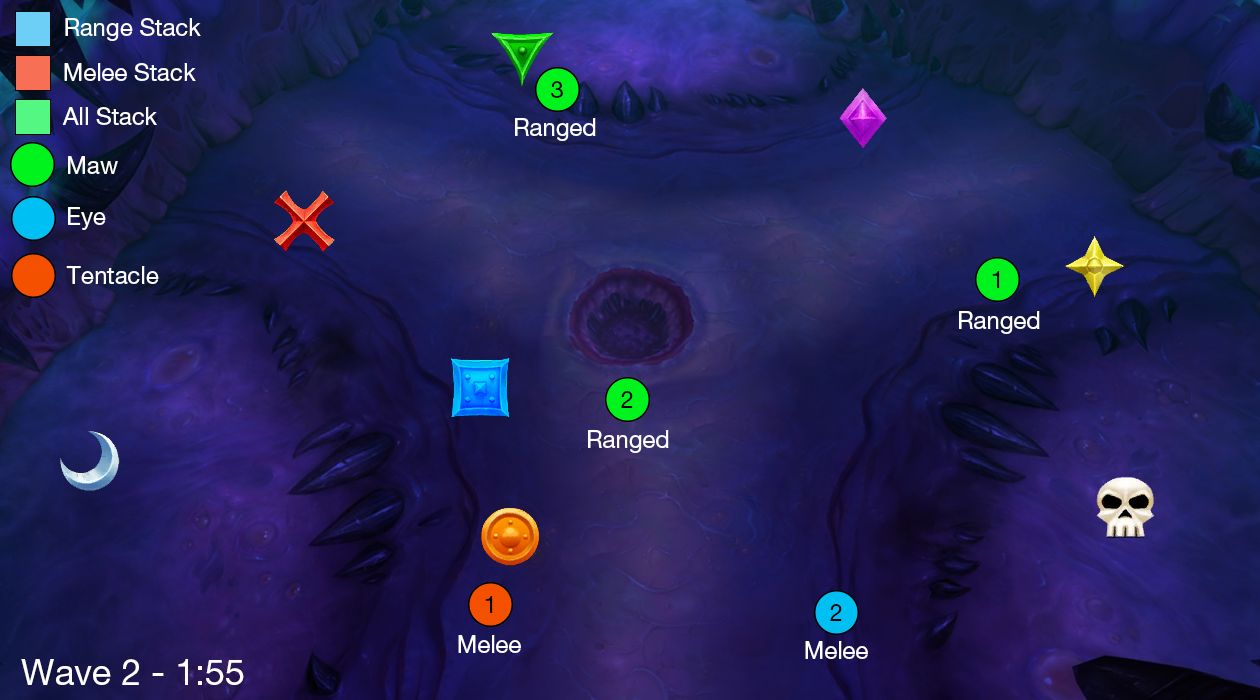 Range Stack
Melee Stack
All Stack
Maw
Eye
Tentacle
3
Ranged
1
Ranged
2
Ranged
1
Melee
2
Melee
Wave 2 - 1:55